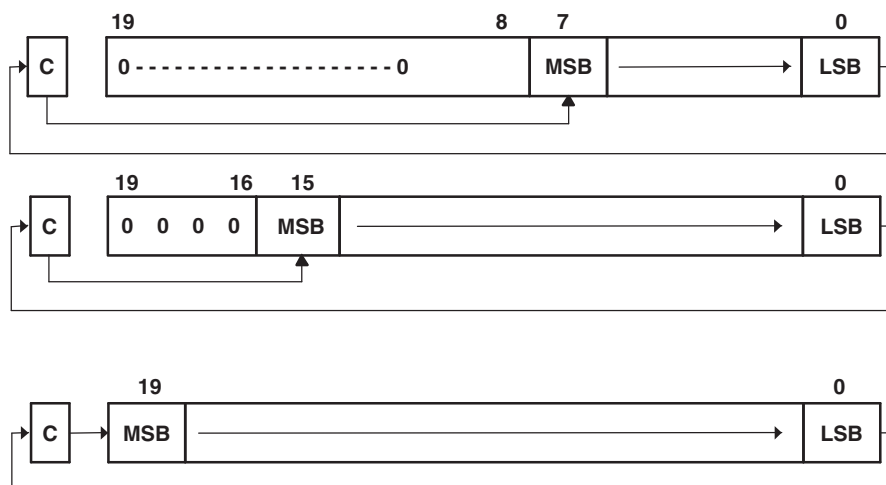 19 8 7 0
C 0 - - - - - - - - - - - - - - - - - - - - 0 MSB LSB
19 16 15 0
C 0 0 0 0 MSB LSB
19 0
C MSB LSB